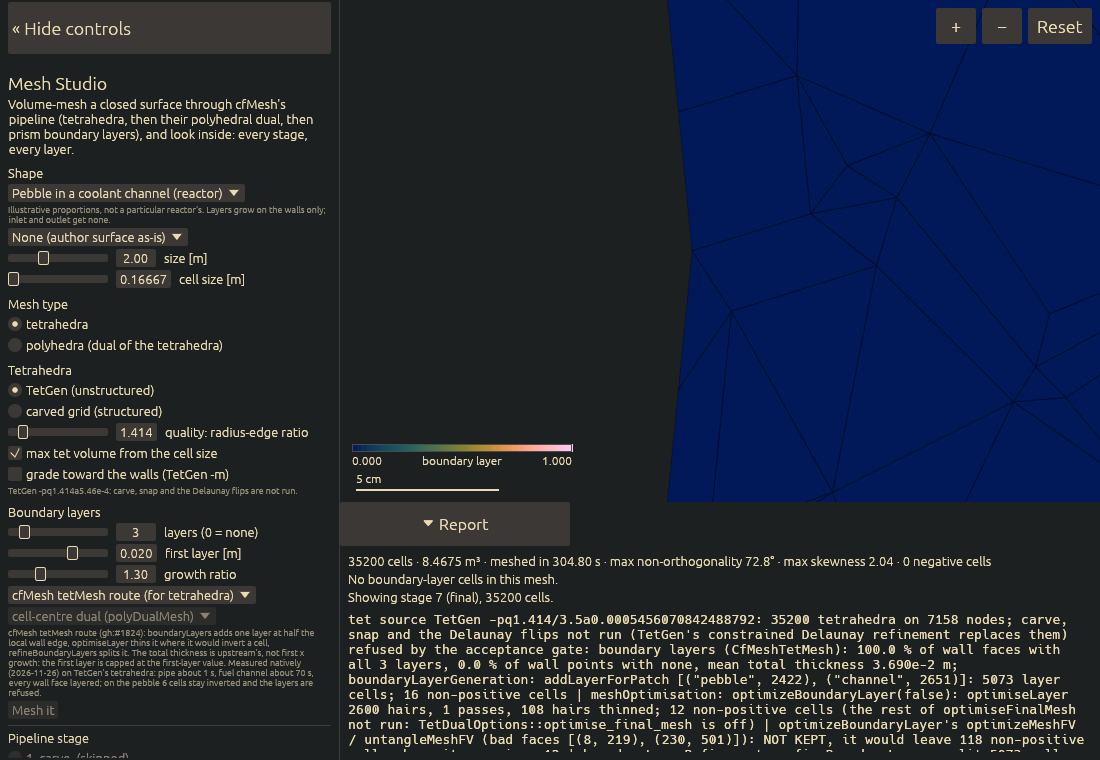 « Hide controls
Mesh Studio
Volume-mesh a closed surface through cfMesh's
pipeline (tetrahedra, then their polyhedral dual, then
prism boundary layers), and look inside: every stage,
every layer.
Shape
Pebble in a coolant channel (reactor)
Illustrative proportions, not a particular reactor's. Layers grow on the walls only;
inlet and outlet get none.
None (author surface as-is)
2.00 size [m]
0.16667 cell size [m]
Mesh type
tetrahedra
polyhedra (dual of the tetrahedra)
Tetrahedra
TetGen (unstructured)
carved grid (structured)
1.414 quality: radius-edge ratio
max tet volume from the cell size
grade toward the walls (TetGen -m)
TetGen -pq1.414a5.46e-4: carve, snap and the Delaunay flips are not run.
Boundary layers
3 layers (0 = none)
0.020 first layer [m]
1.30 growth ratio
cfMesh tetMesh route (for tetrahedra)
cell-centre dual (polyDualMesh)
cfMesh tetMesh route (gh:#1824): boundaryLayers adds one layer at half the
local wall edge, optimiseLayer thins it where it would invert a cell,
refineBoundaryLayers splits it. The total thickness is upstream's, not first x
growth: the first layer is capped at the first-layer value. Measured natively
(2026-11-26) on TetGen's tetrahedra: pipe about 1 s, fuel channel about 70 s,
every wall face layered; on the pebble 6 cells stay inverted and the layers are
refused.
Mesh it
Pipeline stage
1. carve (skipped)
+ − Reset
0.000 boundary layer 1.000
5 cm
Report
35200 cells · 8.4675 m³ · meshed in 304.80 s · max non-orthogonality 72.8° · max skewness 2.04 · 0 negative cells
No boundary-layer cells in this mesh.
Showing stage 7 (final), 35200 cells.
tet source TetGen -pq1.414/3.5a0.0005456070842488792: 35200 tetrahedra on 7158 nodes; carve,
snap and the Delaunay flips not run (TetGen's constrained Delaunay refinement replaces them)
refused by the acceptance gate: boundary layers (CfMeshTetMesh): 100.0 % of wall faces with
all 3 layers, 0.0 % of wall points with none, mean total thickness 3.690e-2 m;
boundaryLayerGeneration: addLayerForPatch [("pebble", 2422), ("channel", 2651)]: 5073 layer
cells; 16 non-positive cells | meshOptimisation: optimizeBoundaryLayer(false): optimiseLayer
2600 hairs, 1 passes, 108 hairs thinned; 12 non-positive cells (the rest of optimiseFinalMesh
not run: TetDualOptions::optimise_final_mesh is off) | optimizeBoundaryLayer's optimizeMeshFV
/ untangleMeshFV (bad faces [(8, 219), (230, 501)]): NOT KEPT, it would leave 118 non-positive